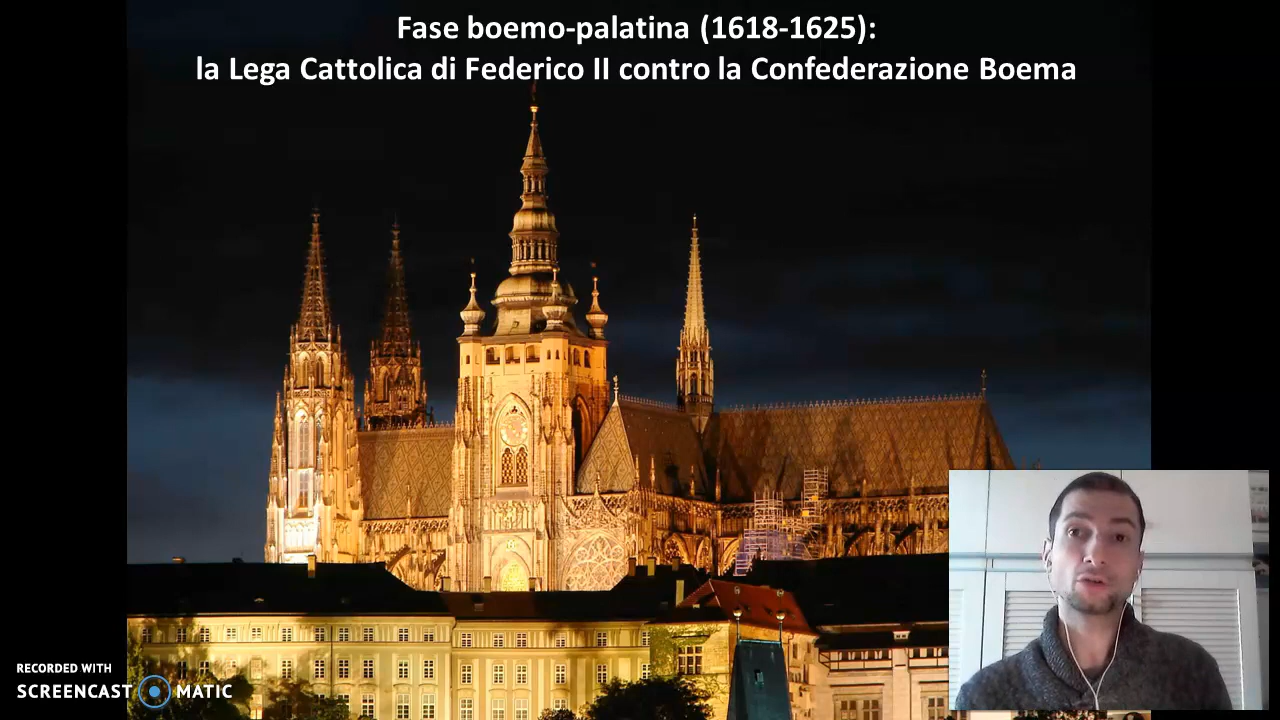 Fase boemo-palatina (1618-1625):
la Lega Cattolica di Federico II contro la Confederazione Boema
RECORDED WITH
SCREENCAST MATIC